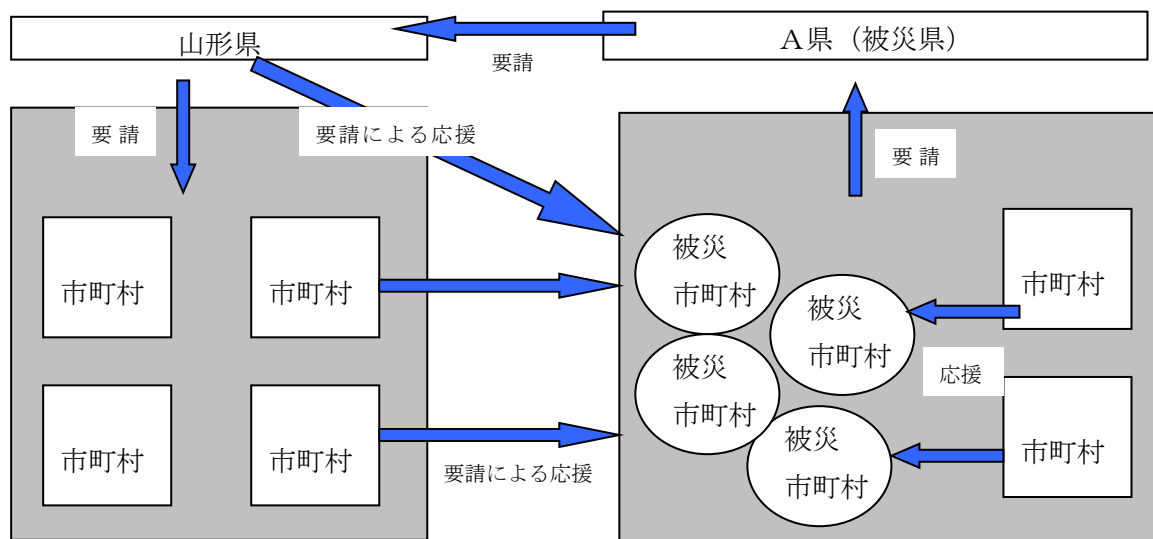 山形県
A県（被災県）
要請
要 請
要請による応援
要 請
被災
市町村
市町村
市町村
市町村
被災
市町村
応援
被災
市町村
市町村
市町村
被災
市町村
市町村
要請による応援